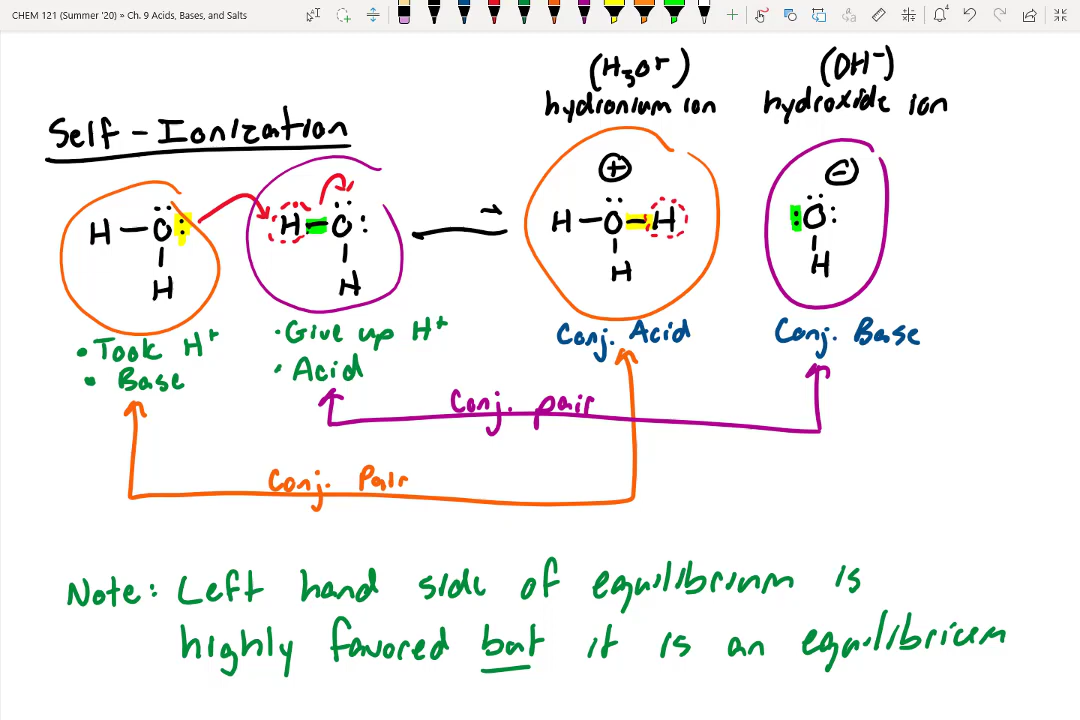 CHEM 121 (Summer '20) » Ch. 9 Acids, Bases, and Salts
4
(H₃O⁺) (OH⁻)
hydronium ion hydroxide ion
Self-Ionization
H–Ö: H–Ö: H–Ö–H :Ö:
H H H H
⊕ ⊖
• Took H⁺
• Base
• Give up H⁺
• Acid
Conj. Acid
Conj. Base
Conj. pair
Conj. Pair
Note: Left hand side of equilibrium is
highly favored but it is an equilibrium